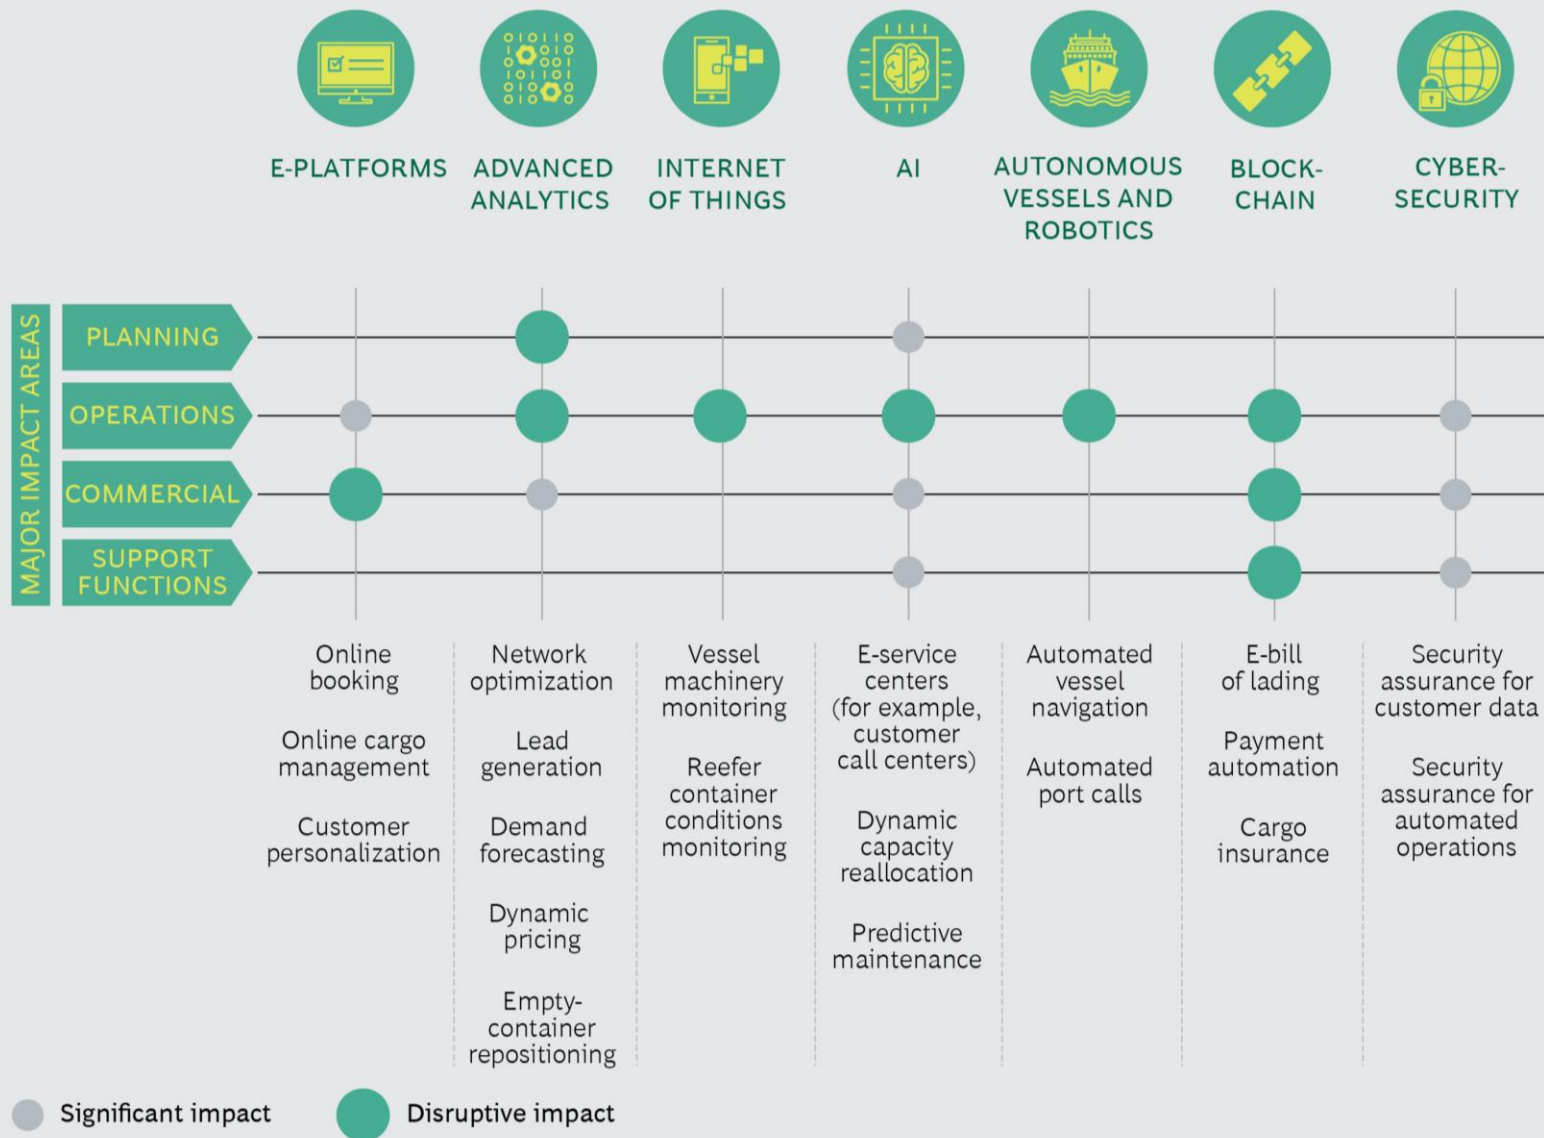 E-PLATFORMS
ADVANCED
ANALYTICS
INTERNET
OF THINGS
AI
AUTONOMOUS
VESSELS AND
ROBOTICS
BLOCK-
CHAIN
CYBER-
SECURITY
MAJOR IMPACT AREAS
PLANNING
OPERATIONS
COMMERCIAL
SUPPORT
FUNCTIONS
Online
booking
Online cargo
management
Customer
personalization
Network
optimization
Lead
generation
Demand
forecasting
Dynamic
pricing
Empty-
container
repositioning
Vessel
machinery
monitoring
Reefer
container
conditions
monitoring
E-service
centers
(for example,
customer
call centers)
Dynamic
capacity
reallocation
Predictive
maintenance
Automated
vessel
navigation
Automated
port calls
E-bill
of lading
Payment
automation
Cargo
insurance
Security
assurance for
customer data
Security
assurance for
automated
operations
Significant impact
Disruptive impact